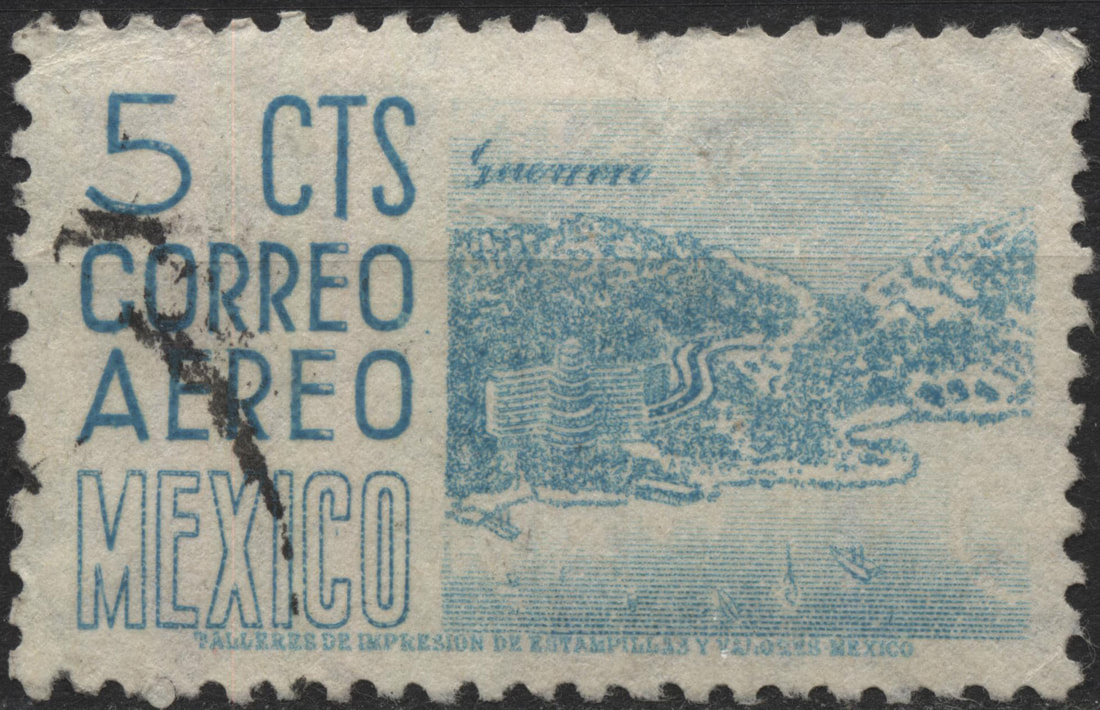 5 CTS
CORREO
AEREO
MEXICO
Guerrero
TALLERES DE IMPRESION DE ESTAMPILLAS Y VALORES-MEXICO